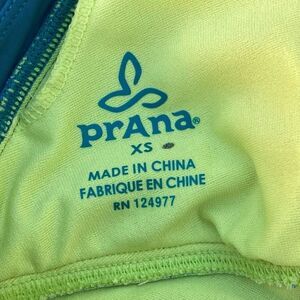 prAna®
XS
MADE IN CHINA
FABRIQUE EN CHINE
RN 124977